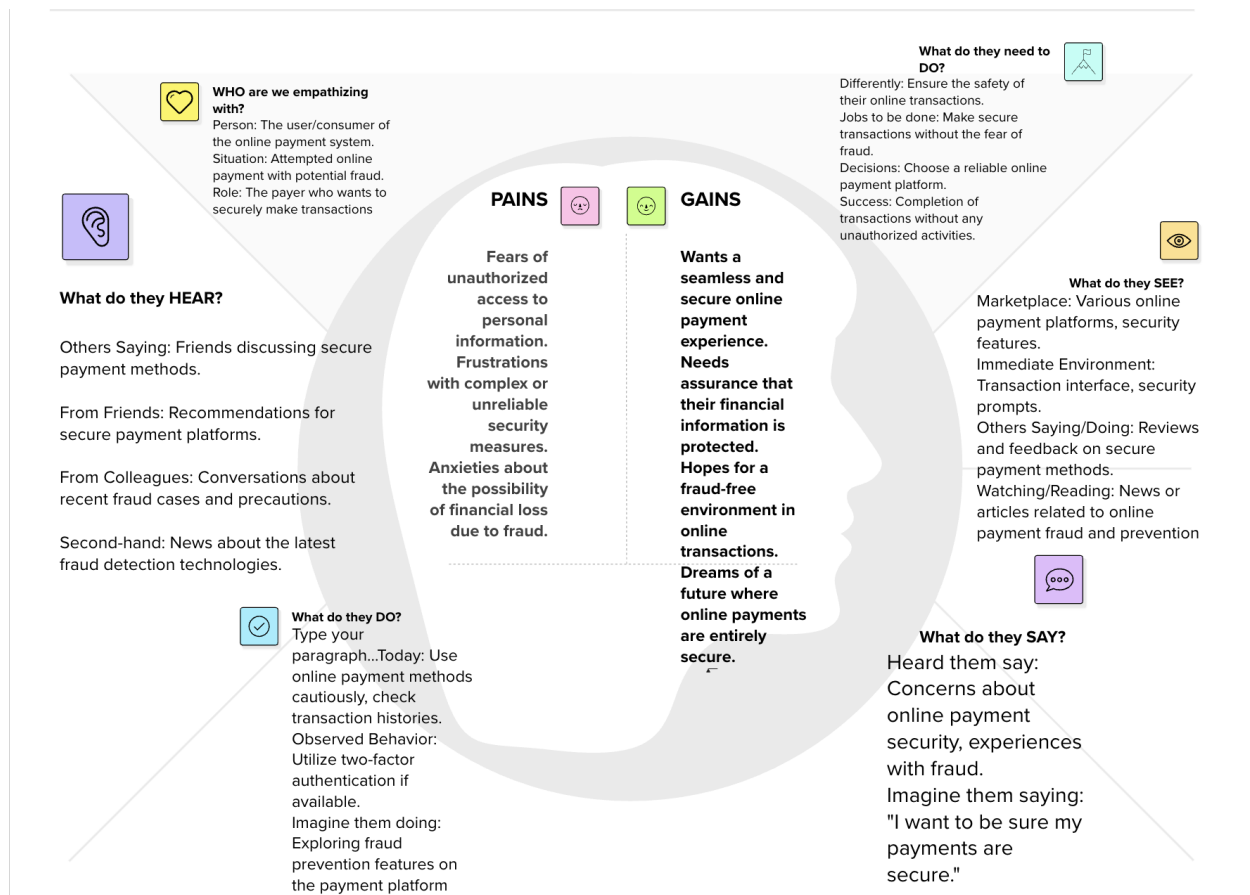 WHO are we empathizing
with?
Person: The user/consumer of
the online payment system.
Situation: Attempted online
payment with potential fraud.
Role: The payer who wants to
securely make transactions
What do they need to
DO?
Differently: Ensure the safety of
their online transactions.
Jobs to be done: Make secure
transactions without the fear of
fraud.
Decisions: Choose a reliable online
payment platform.
Success: Completion of
transactions without any
unauthorized activities.
What do they HEAR?
Others Saying: Friends discussing secure
payment methods.
From Friends: Recommendations for
secure payment platforms.
From Colleagues: Conversations about
recent fraud cases and precautions.
Second-hand: News about the latest
fraud detection technologies.
PAINS
Fears of
unauthorized
access to
personal
information.
Frustrations
with complex or
unreliable
security
measures.
Anxieties about
the possibility
of financial loss
due to fraud.
GAINS
Wants a
seamless and
secure online
payment
experience.
Needs
assurance that
their financial
information is
protected.
Hopes for a
fraud-free
environment in
online
transactions.
Dreams of a
future where
online payments
are entirely
secure.
What do they SEE?
Marketplace: Various online
payment platforms, security
features.
Immediate Environment:
Transaction interface, security
prompts.
Others Saying/Doing: Reviews
and feedback on secure
payment methods.
Watching/Reading: News or
articles related to online
payment fraud and prevention
What do they DO?
Type your
paragraph...Today: Use
online payment methods
cautiously, check
transaction histories.
Observed Behavior:
Utilize two-factor
authentication if
available.
Imagine them doing:
Exploring fraud
prevention features on
the payment platform
What do they SAY?
Heard them say:
Concerns about
online payment
security, experiences
with fraud.
Imagine them saying:
"I want to be sure my
payments are
secure."